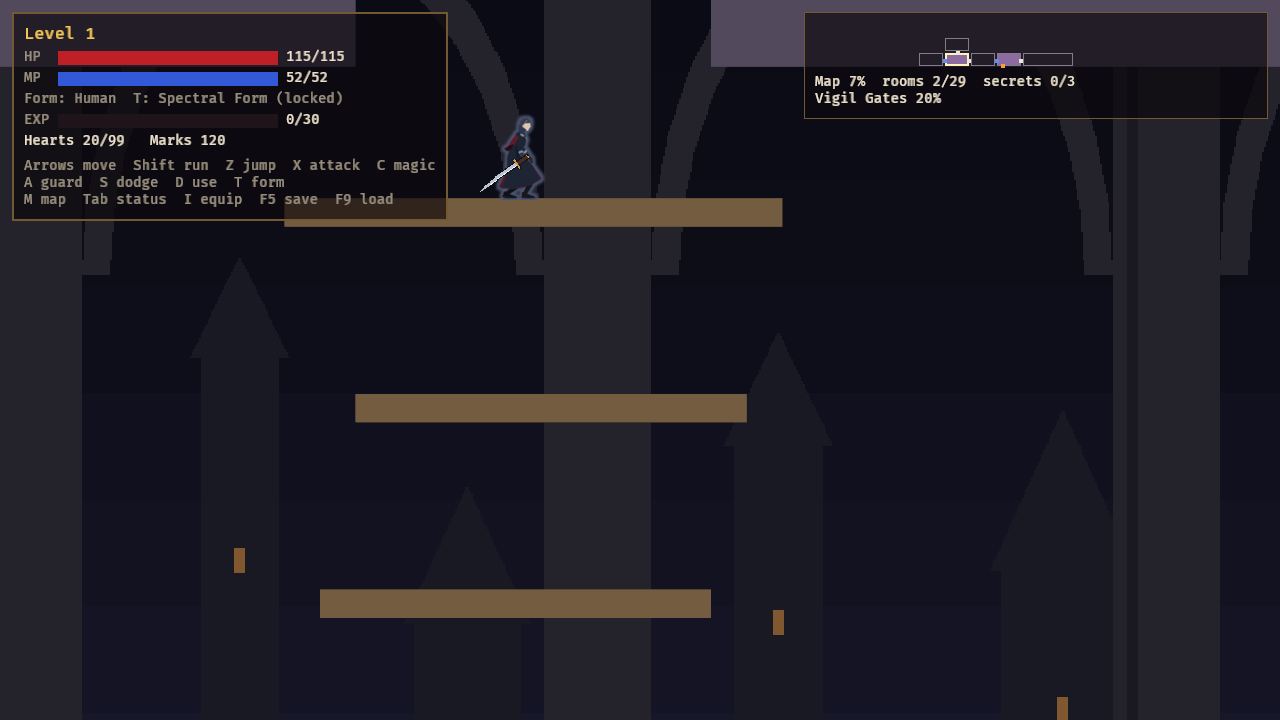 Level 1
HP 115/115
MP 52/52
Form: Human  T: Spectral Form (locked)
EXP 0/30
Hearts 20/99  Marks 120
Arrows move  Shift run  Z jump  X attack  C magic
A guard  S dodge  D use  T form
M map  Tab status  I equip  F5 save  F9 load
Map 7%  rooms 2/29  secrets 0/3
Vigil Gates 20%